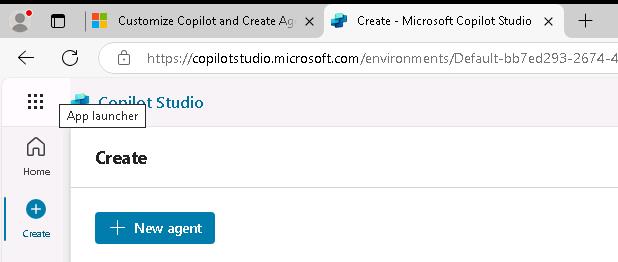 Customize Copilot and Create Age
Create - Microsoft Copilot Studio
https://copilotstudio.microsoft.com/environments/Default-bb7ed293-2674-4
Copilot Studio
App launcher
Home
Create
Create
+ New agent